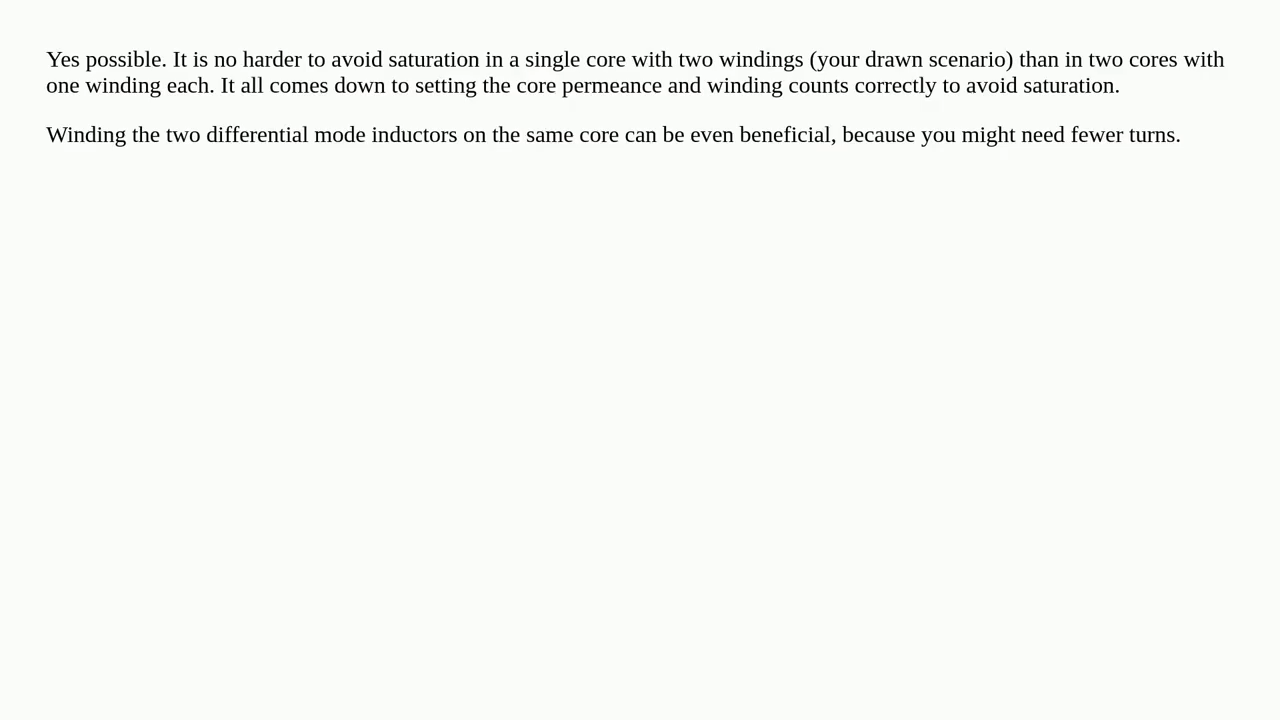 Yes possible. It is no harder to avoid saturation in a single core with two windings (your drawn scenario) than in two cores with
one winding each. It all comes down to setting the core permeance and winding counts correctly to avoid saturation.
Winding the two differential mode inductors on the same core can be even beneficial, because you might need fewer turns.